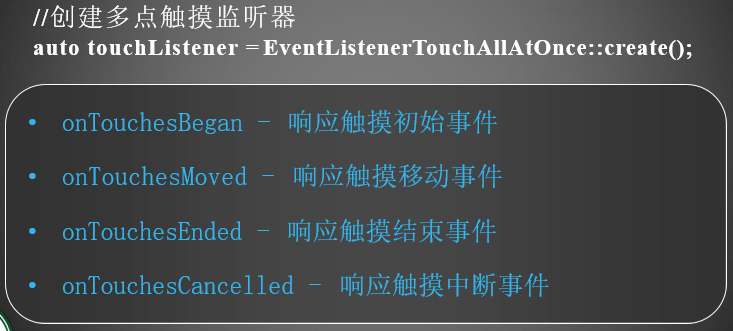 //创建多点触摸监听器
auto touchListener =EventListenerTouchAllAtOnce::create();
• onTouchesBegan - 响应触摸初始事件
• onTouchesMoved - 响应触摸移动事件
• onTouchesEnded - 响应触摸结束事件
• onTouchesCancelled - 响应触摸中断事件